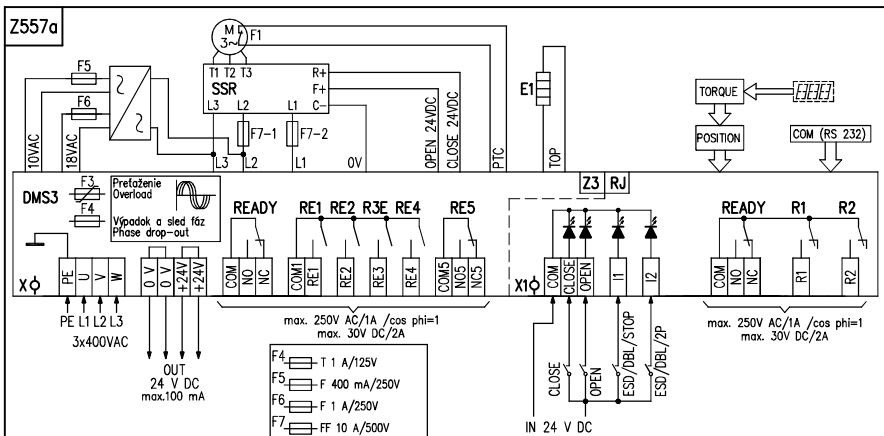 Z557a
M
3~
F1
F5
F6
T1 T2 T3
SSR
R+
F+
C−
L3 L2 L1
F7-1
F7-2
E1
TORQUE
POSITION
COM (RS 232)
10VAC
18VAC
L3 L2 L1 0V
OPEN 24VDC
CLOSE 24VDC
PTC
TOP
DMS3
F3
F4
Preťaženie
Overload
Výpadok a sled fáz
Phase drop-out
Z3 RJ
READY RE1 RE2 R3E RE4 RE5
READY R1 R2
X
PE U V W
0 V 0 V +24V +24V
COM NO NC
COM1 RE1 RE2 RE3 RE4
COM5 NO5 NC5
X1
COM CLOSE OPEN I1 I2
COM NO NC R1 R2
PE L1 L2 L3
3x400VAC
max. 250V AC/1A /cos phi=1
max. 30V DC/2A
max. 250V AC/1A /cos phi=1
max. 30V DC/2A
OUT
24 V DC
max.100 mA
F4 T 1 A/125V
F5 F 400 mA/250V
F6 F 1 A/250V
F7 FF 10 A/500V
CLOSE
OPEN
ESD/DBL/STOP
ESD/DBL/2P
IN 24 V DC